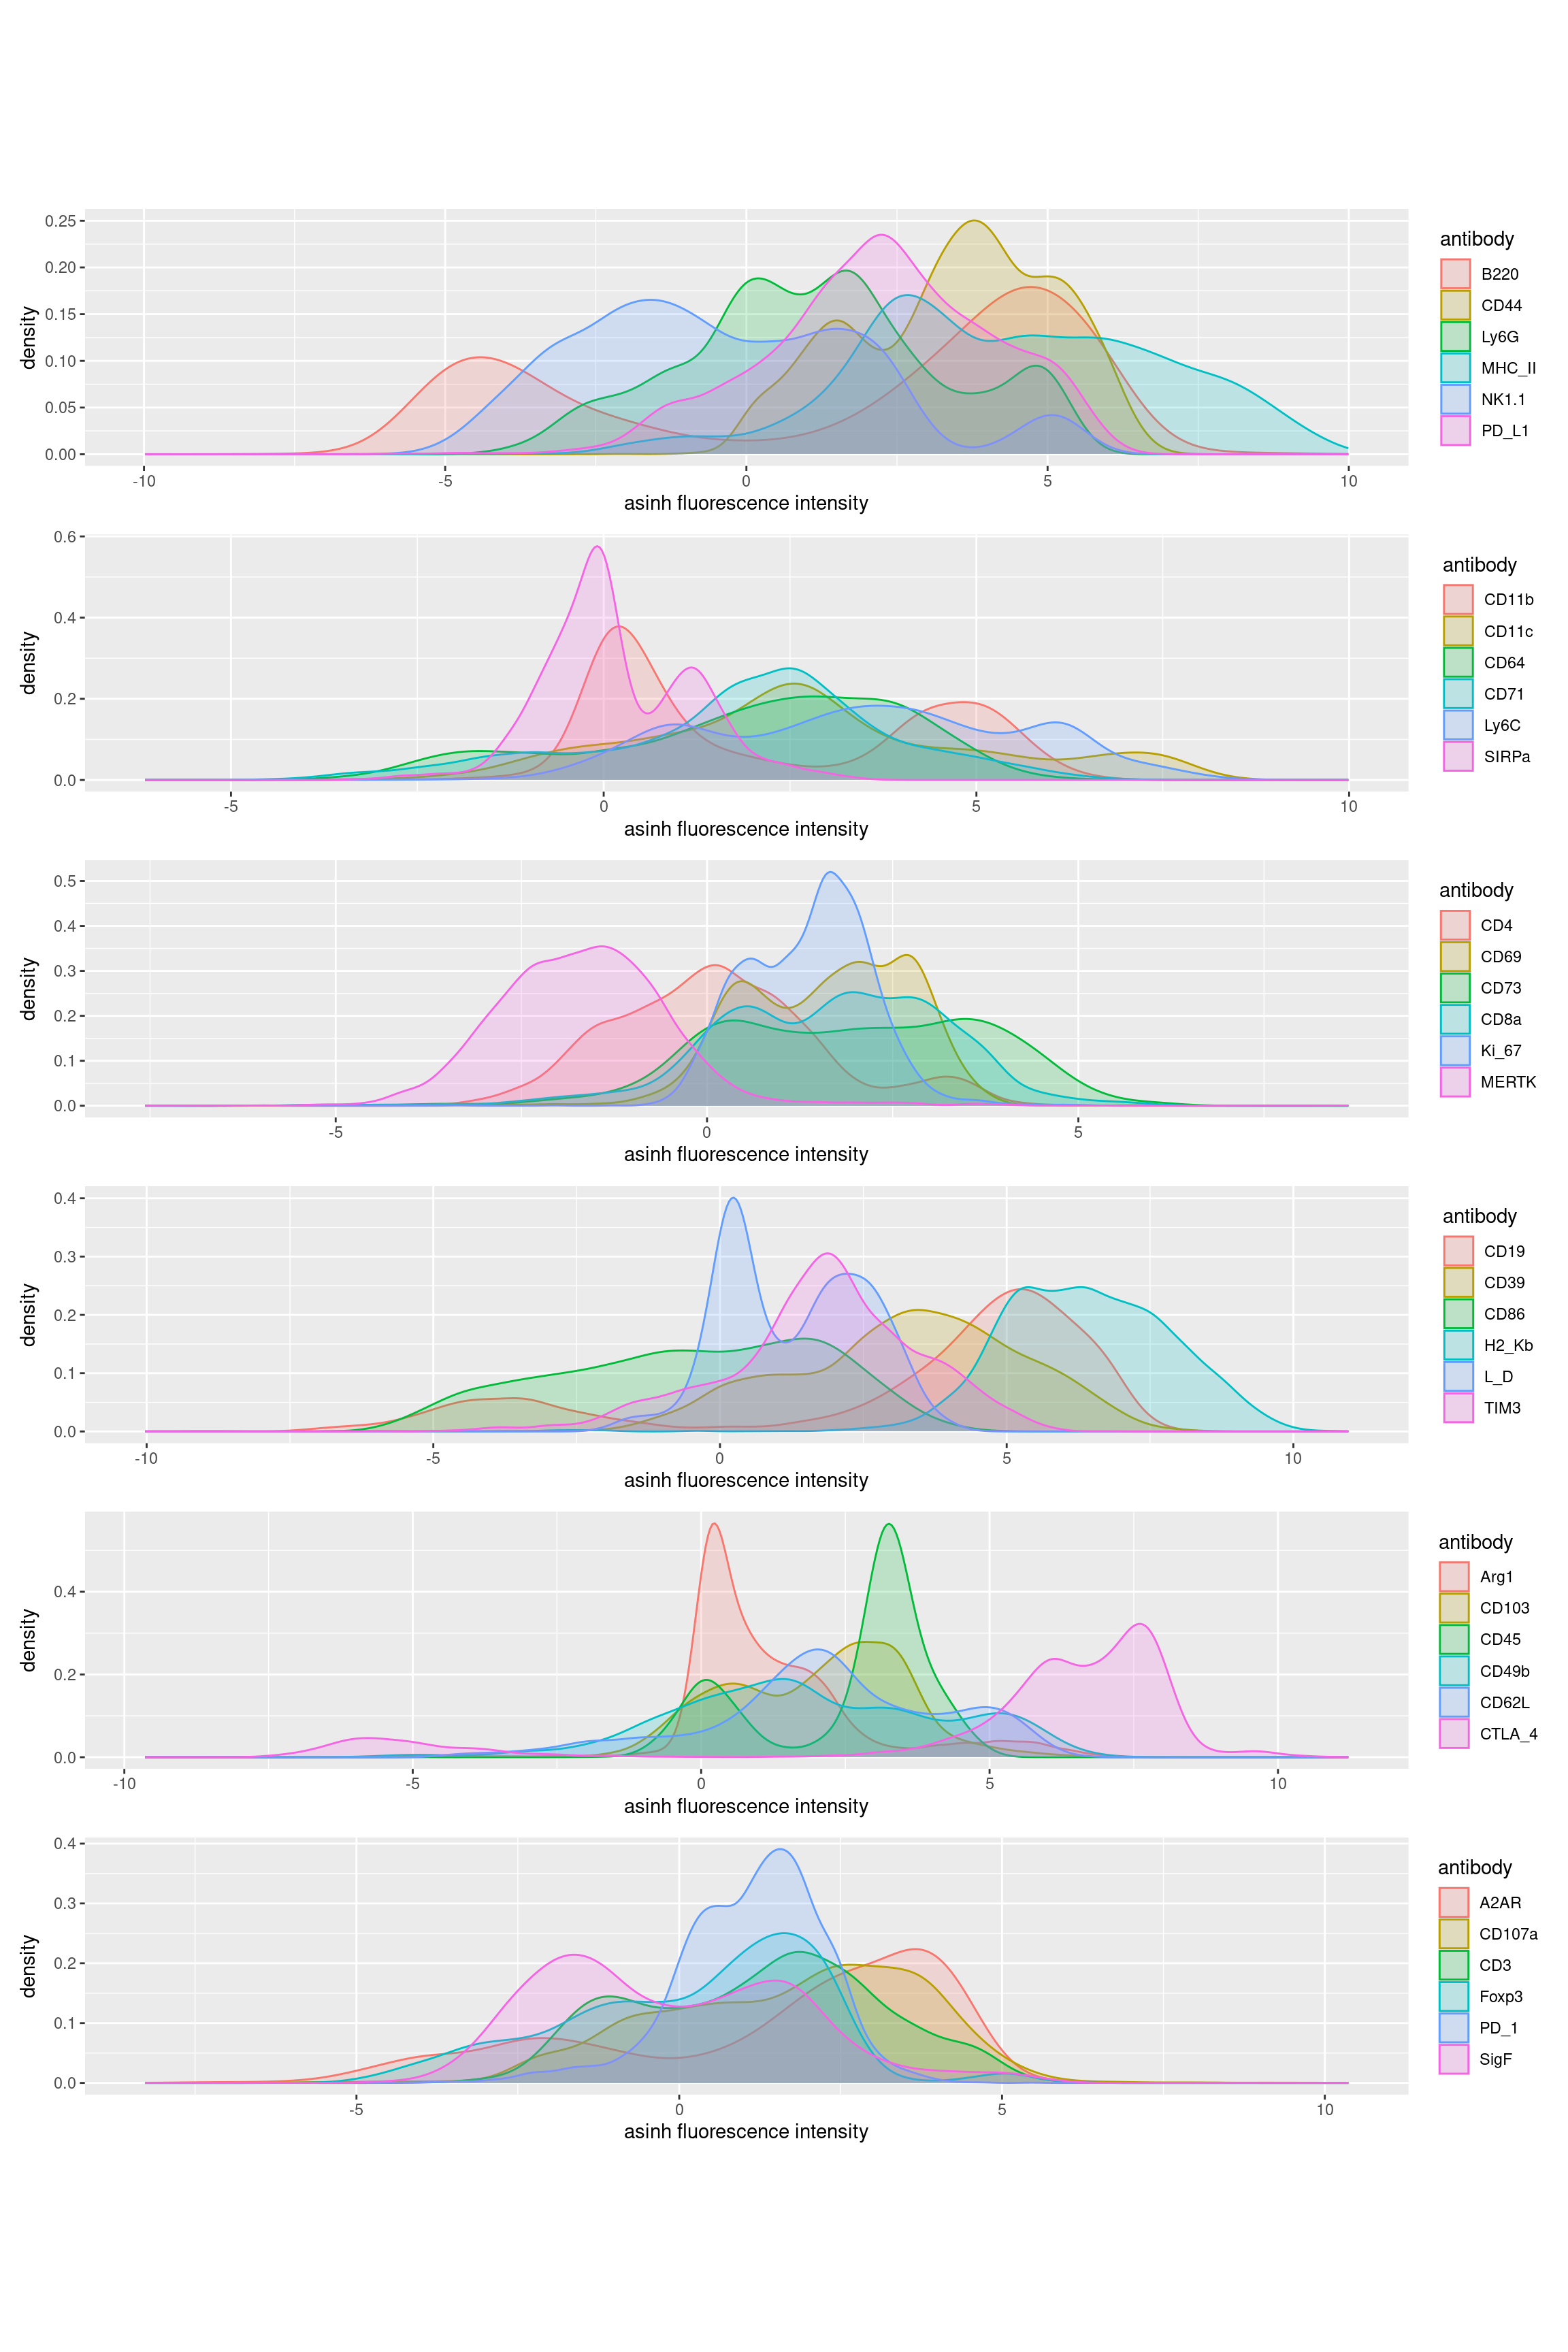 0.25
0.20
0.15
0.10
0.05
0.00
density
-10 -5 0 5 10
asinh fluorescence intensity
antibody
B220
CD44
Ly6G
MHC_II
NK1.1
PD_L1
0.6
0.4
0.2
0.0
density
-5 0 5 10
asinh fluorescence intensity
antibody
CD11b
CD11c
CD64
CD71
Ly6C
SIRPa
0.5
0.4
0.3
0.2
0.1
0.0
density
-5 0 5
asinh fluorescence intensity
antibody
CD4
CD69
CD73
CD8a
Ki_67
MERTK
0.4
0.3
0.2
0.1
0.0
density
-10 -5 0 5 10
asinh fluorescence intensity
antibody
CD19
CD39
CD86
H2_Kb
L_D
TIM3
0.4
0.2
0.0
density
-10 -5 0 5 10
asinh fluorescence intensity
antibody
Arg1
CD103
CD45
CD49b
CD62L
CTLA_4
0.4
0.3
0.2
0.1
0.0
density
-5 0 5 10
asinh fluorescence intensity
antibody
A2AR
CD107a
CD3
Foxp3
PD_1
SigF